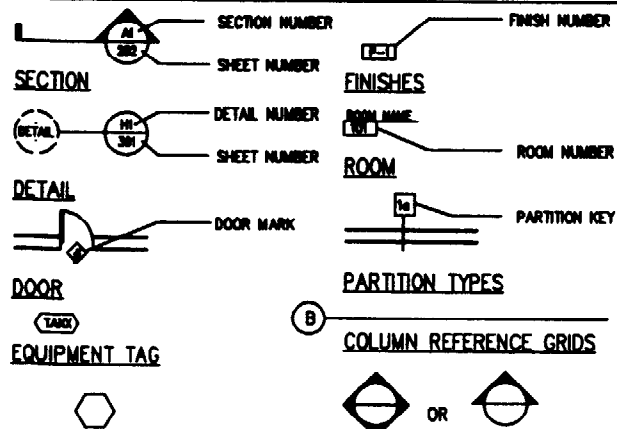 A1
202
SECTION NUMBER
SHEET NUMBER
SECTION
DETAIL
H1
301
DETAIL NUMBER
SHEET NUMBER
DETAIL
DOOR MARK
DOOR
TANK
EQUIPMENT TAG
FINISH NUMBER
FINISHES
ROOM NAME
101
ROOM NUMBER
ROOM
1a
PARTITION KEY
PARTITION TYPES
B
COLUMN REFERENCE GRIDS
OR